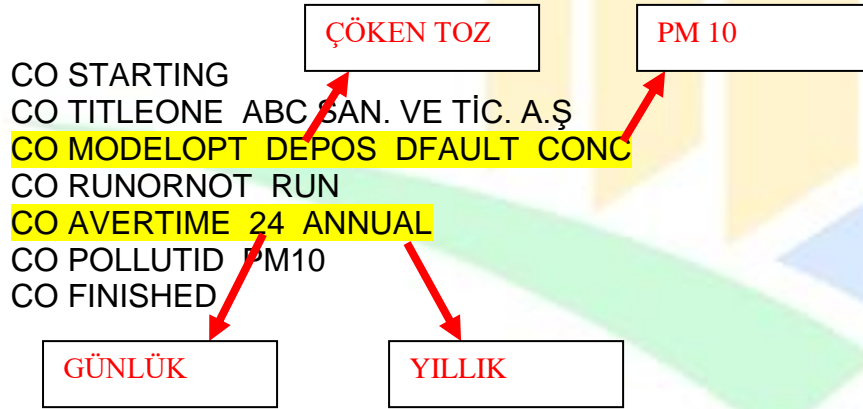 ÇÖKEN TOZ
PM 10
CO STARTING
CO TITLEONE ABC SAN. VE TİC. A.Ş
CO MODELOPT DEPOS DFAULT CONC
CO RUNORNOT RUN
CO AVERTIME 24 ANNUAL
CO POLLUTID PM10
CO FINISHED
GÜNLÜK
YILLIK